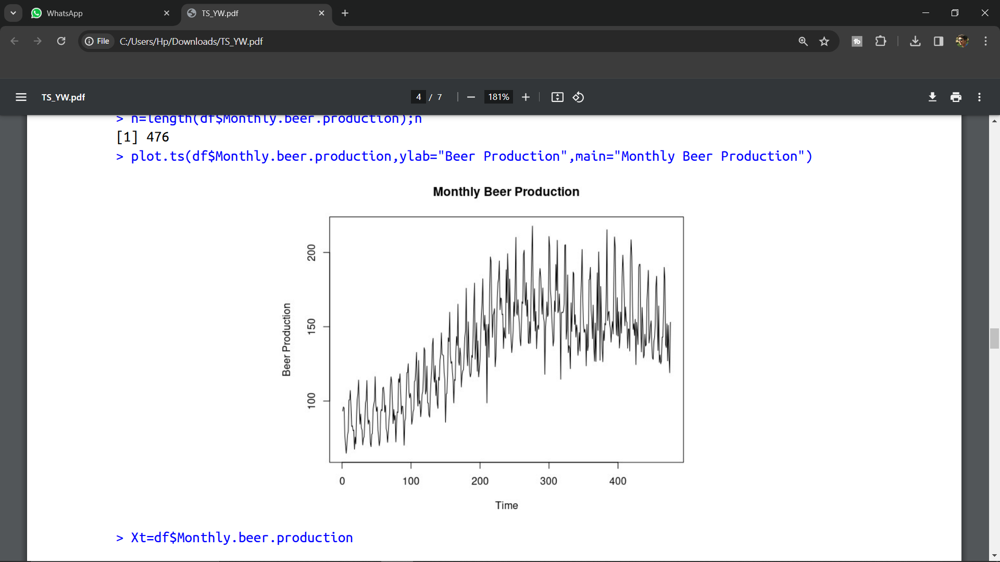 WhatsApp
TS_YW.pdf
File
C:/Users/Hp/Downloads/TS_YW.pdf
TS_YW.pdf
4 / 7
181%
> n=length(df$Monthly.beer.production);n
[1] 476
> plot.ts(df$Monthly.beer.production,ylab="Beer Production",main="Monthly Beer Production")
Monthly Beer Production
Beer Production
200
150
100
0 100 200 300 400
Time
> Xt=df$Monthly.beer.production